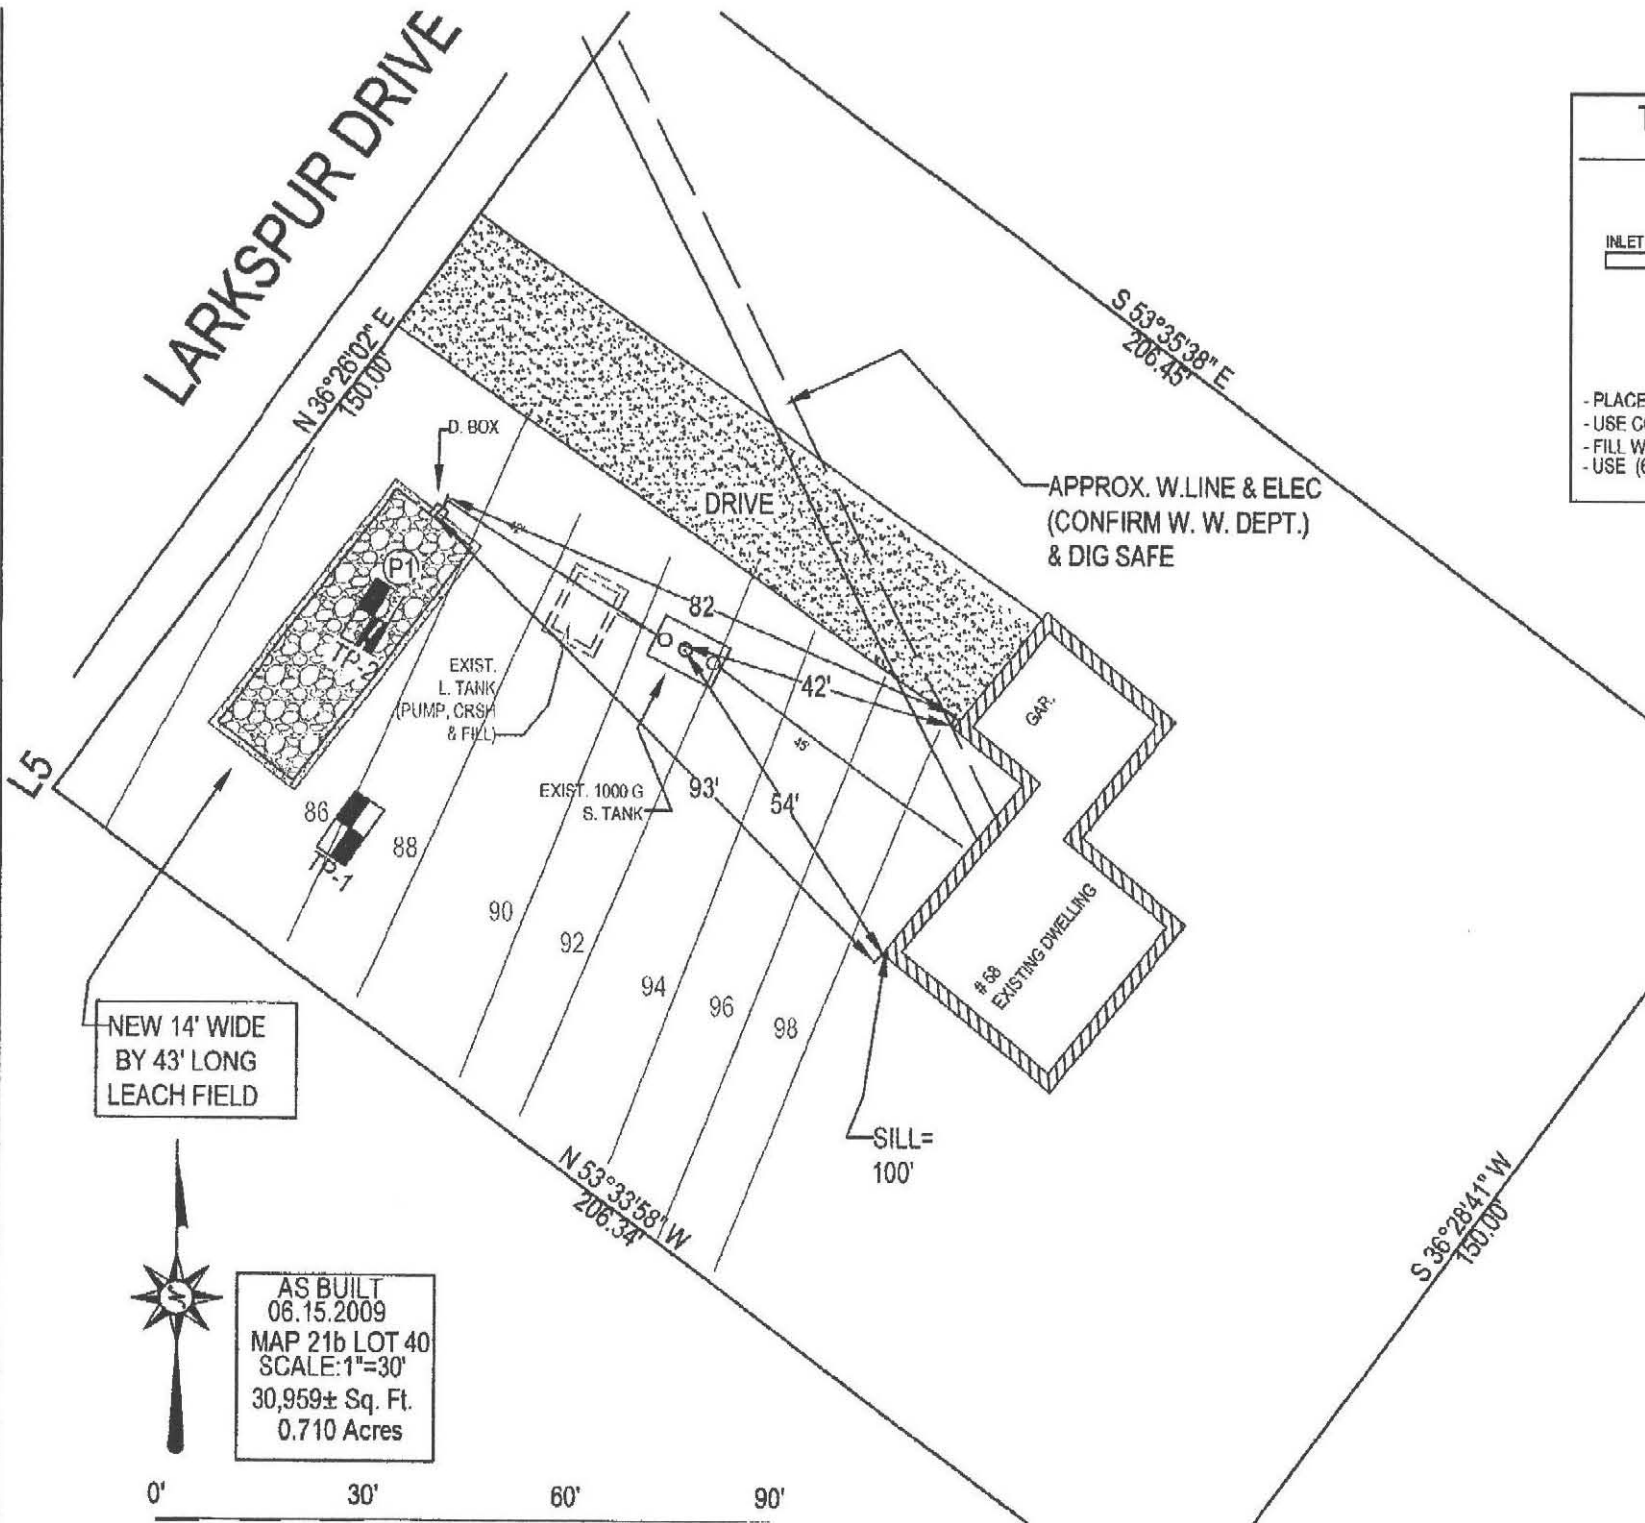 LARKSPUR DRIVE
N 36°26'02" E
150.00'
S 53°35'38" E
206.45'
INLET
- PLACE
- USE
- FILL
- USE
D. BOX
DRIVE
APPROX. W.LINE & ELEC
(CONFIRM W. W. DEPT.)
& DIG SAFE
P1
TP-2
82
42'
EXIST.
L. TANK
(PUMP, CRSH
& FILL)
GAR.
45'
L5
EXIST. 1000 G
S. TANK
93'
54'
86
88
TP-1
90
92
94
96
98
# 58
EXISTING DWELLING
NEW 14' WIDE
BY 43' LONG
LEACH FIELD
SILL=
100'
N 53°33'58" W
206.34'
S 36°28'41" W
150.00'
AS BUILT
06.15.2009
MAP 21b LOT 40
SCALE:1"=30'
30,959± Sq. Ft.
0.710 Acres
0' 30' 60' 90'